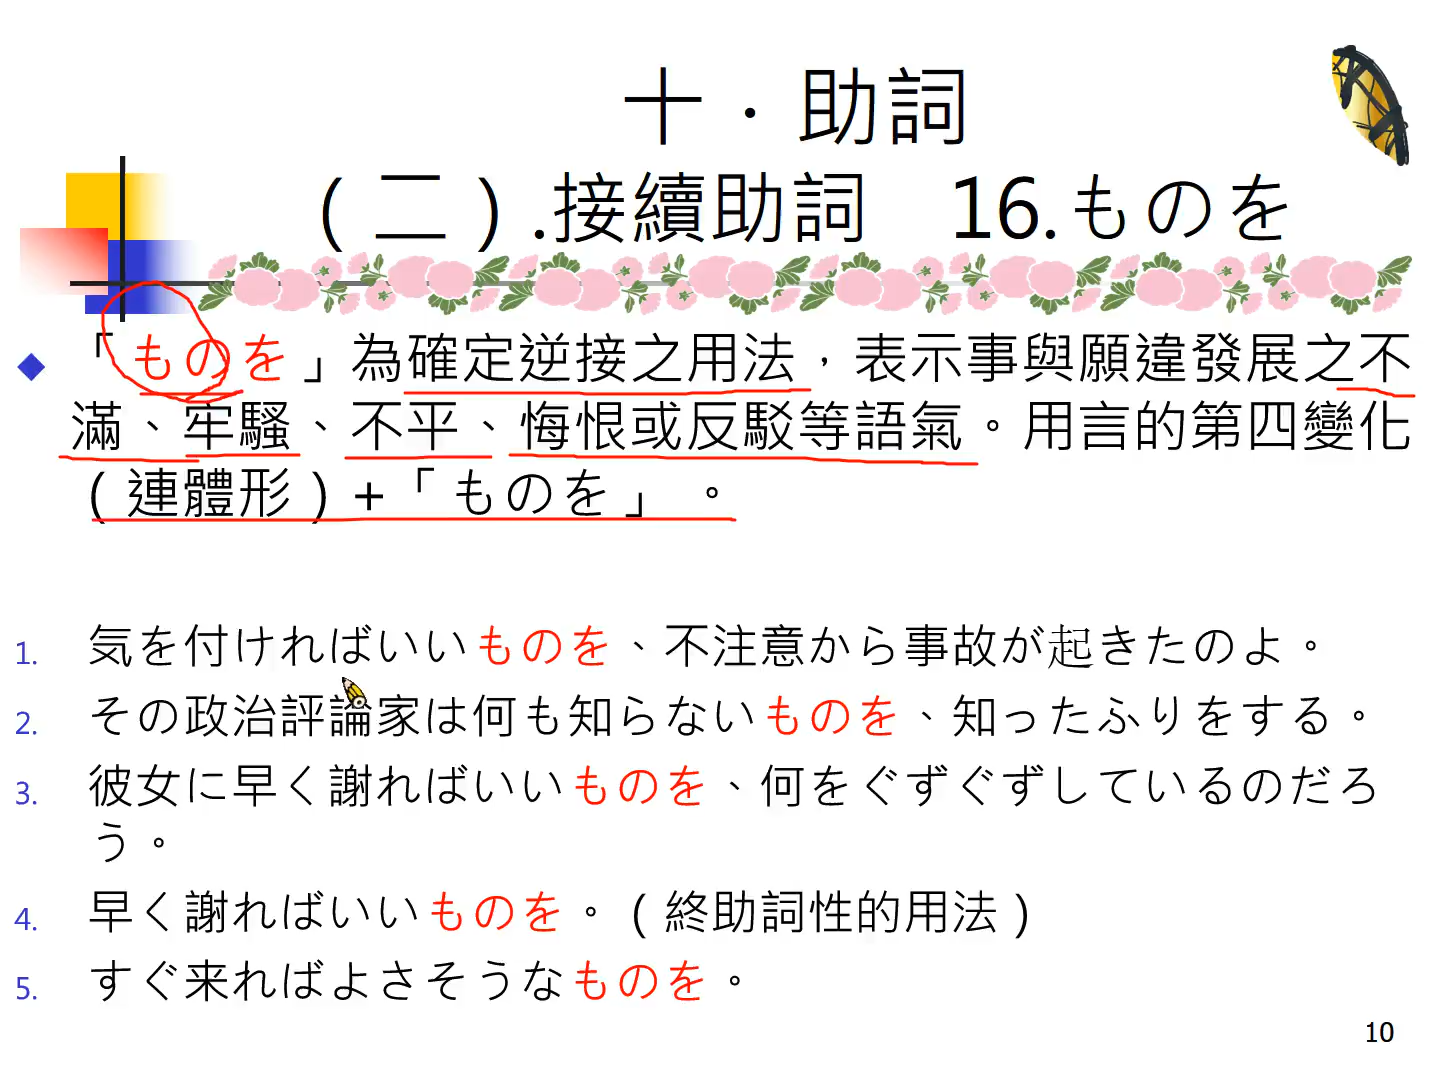 十．助詞
（二）.接續助詞　16.ものを
「ものを」為確定逆接之用法，表示事與願違發展之不
滿、牢騷、不平、悔恨或反駁等語氣。用言的第四變化
（連體形）+「ものを」 。
1. 気を付ければいいものを、不注意から事故が起きたのよ。
2. その政治評論家は何も知らないものを、知ったふりをする。
3. 彼女に早く謝ればいいものを、何をぐずぐずしているのだろ
う。
4. 早く謝ればいいものを。（終助詞性的用法）
5. すぐ来ればよさそうなものを。
10